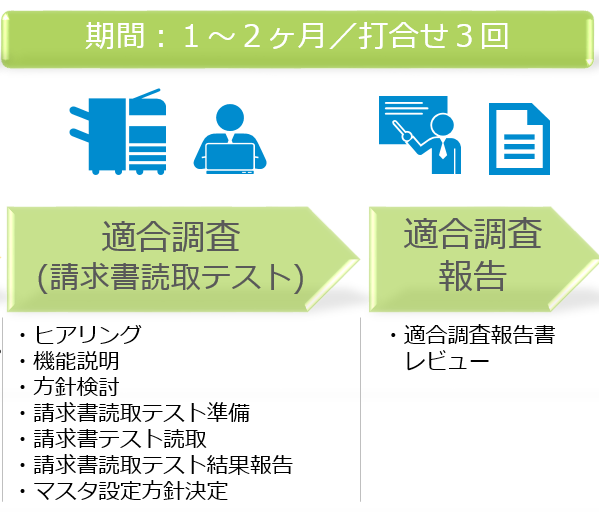 期間：１～２ヶ月／打合せ３回
適合調査
(請求書読取テスト)
適合調査
報告
・ヒアリング
・機能説明
・方針検討
・請求書読取テスト準備
・請求書テスト読取
・請求書読取テスト結果報告
・マスタ設定方針決定
・適合調査報告書
レビュー